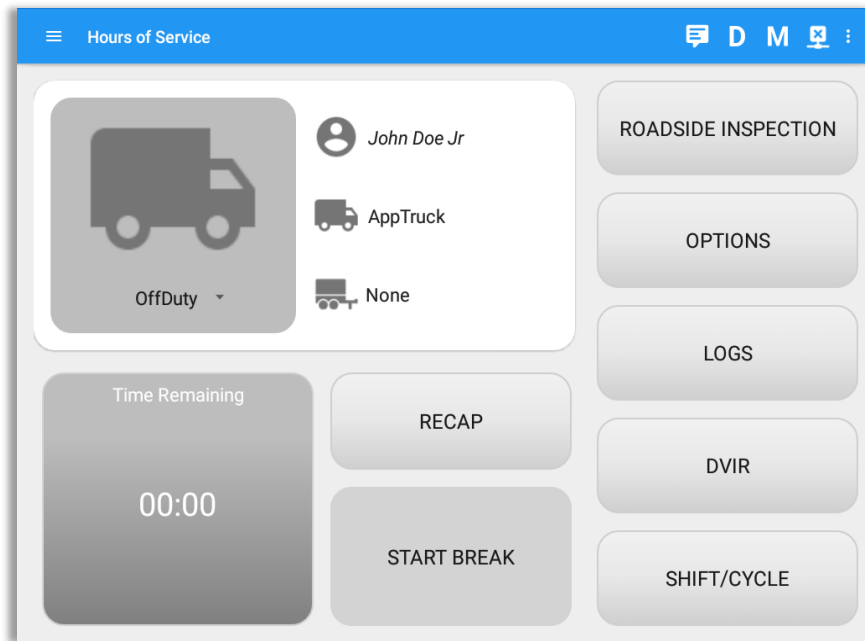 Hours of Service
D M
John Doe Jr
AppTruck
OffDuty
None
Time Remaining
00:00
RECAP
START BREAK
ROADSIDE INSPECTION
OPTIONS
LOGS
DVIR
SHIFT/CYCLE